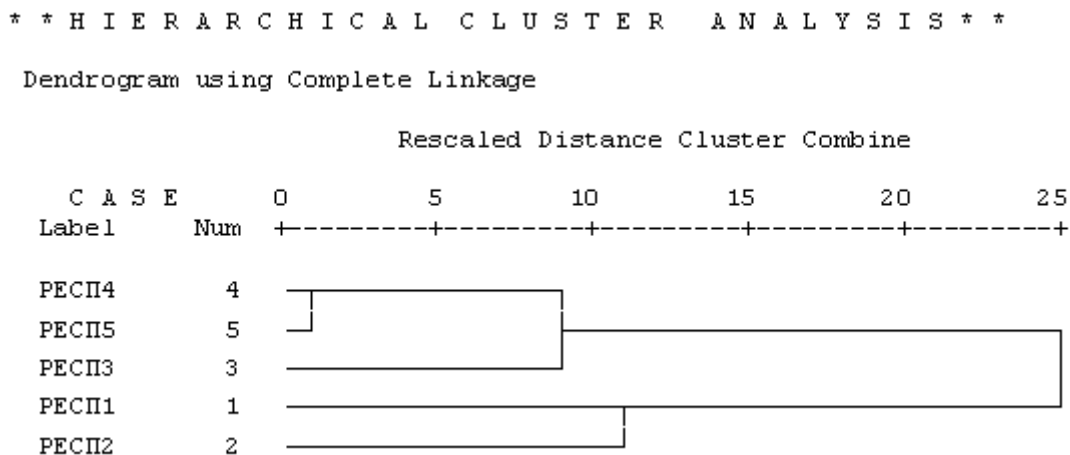 * * H I E R A R C H I C A L  C L U S T E R   A N A L Y S I S * *
Dendrogram using Complete Linkage
Rescaled Distance Cluster Combine
C A S E 0 5 10 15 20 25
Label Num +---------+---------+---------+---------+---------+
РЕСП4 4
РЕСП5 5
РЕСП3 3
РЕСП1 1
РЕСП2 2